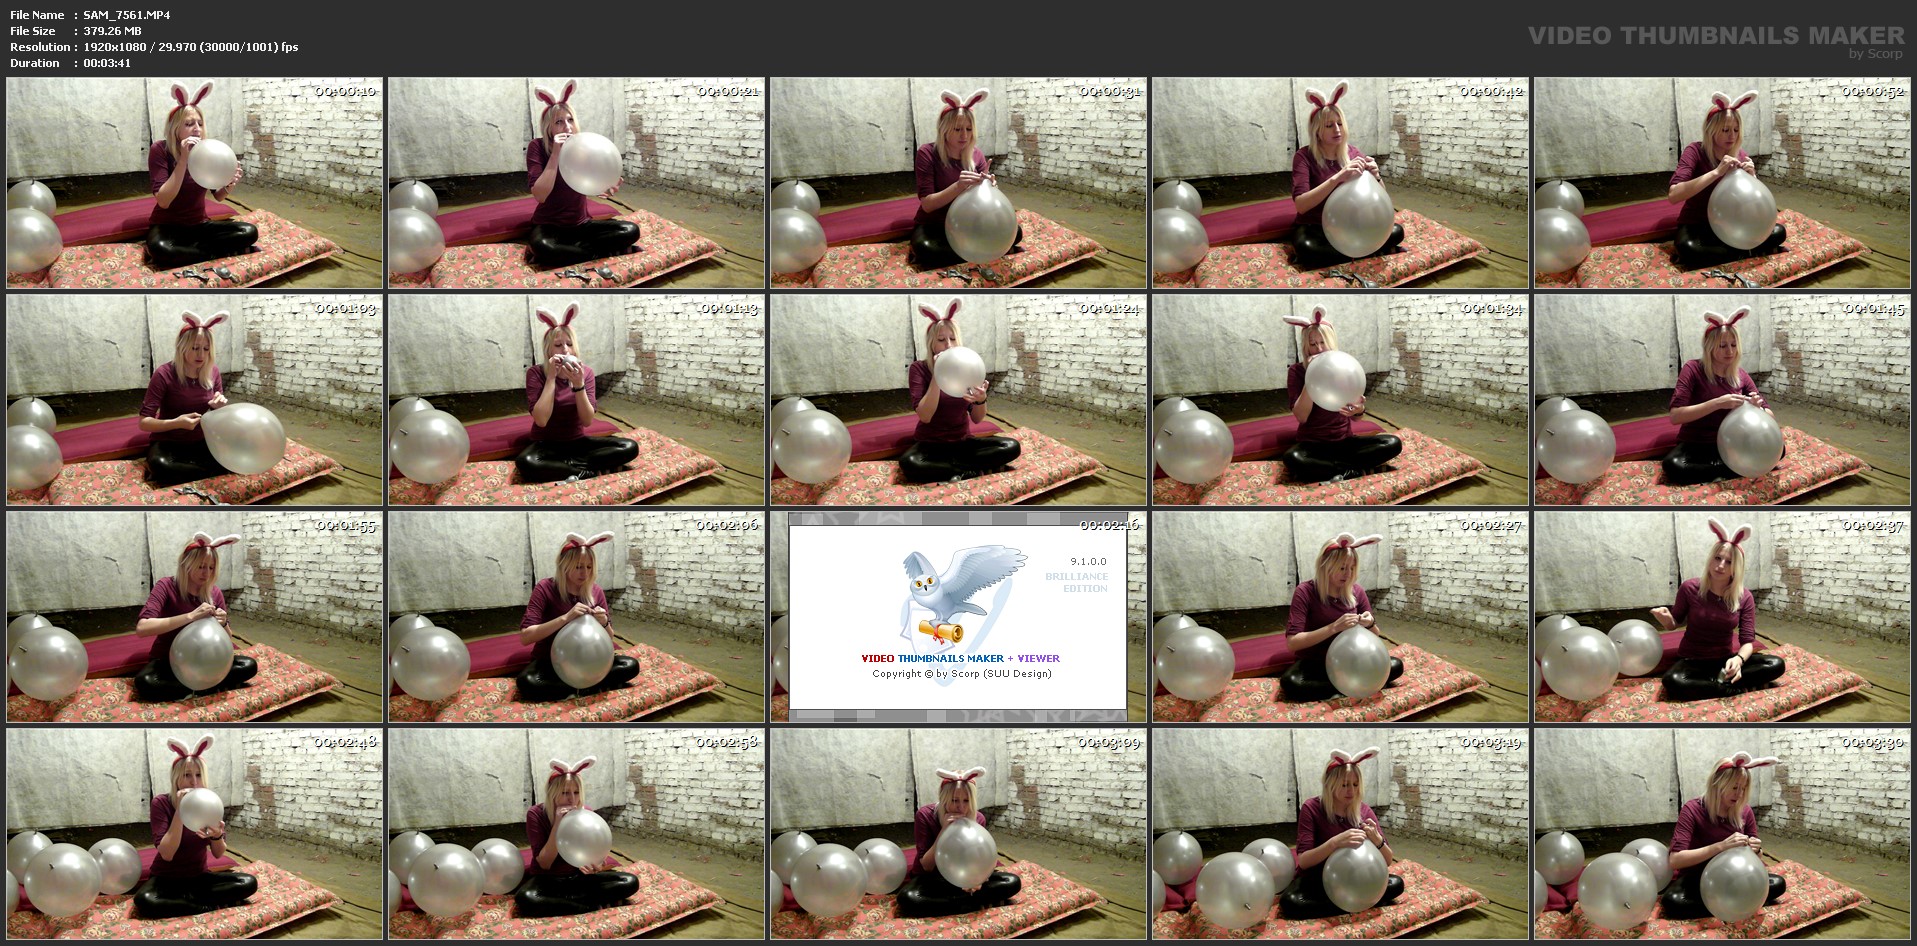 File Name : SAM_7561.MP4
File Size : 379.26 MB
Resolution : 1920x1080 / 29.970 (30000/1001) fps
Duration : 00:03:41
VIDEO THUMBNAILS MAKER
by Scorp
00:00:10
00:00:21
00:00:31
00:00:42
00:00:52
00:01:03
00:01:13
00:01:24
00:01:34
00:01:45
00:01:55
00:02:06
00:02:16
9.1.0.0
BRILLIANCE
EDITION
VIDEO THUMBNAILS MAKER + VIEWER
Copyright © by Scorp (SUU Design)
00:02:27
00:02:37
00:02:48
00:02:58
00:03:09
00:03:19
00:03:30